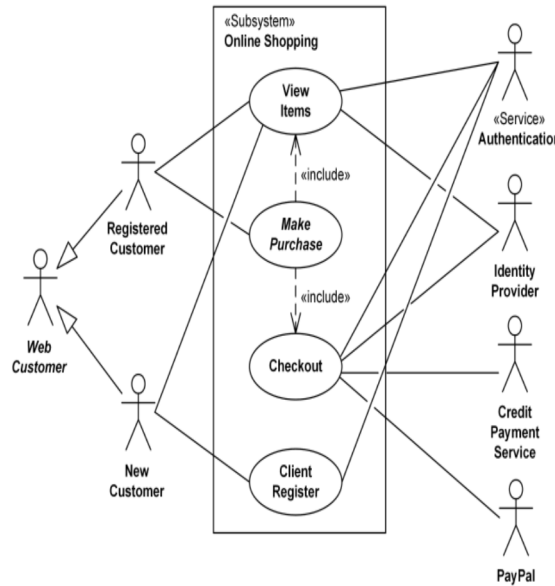 «Subsystem»
Online Shopping
View
Items
«Service»
Authentication
«include»
Registered
Customer
Make
Purchase
Identity
Provider
«include»
Web
Customer
Checkout
Credit
Payment
Service
New
Customer
Client
Register
PayPal